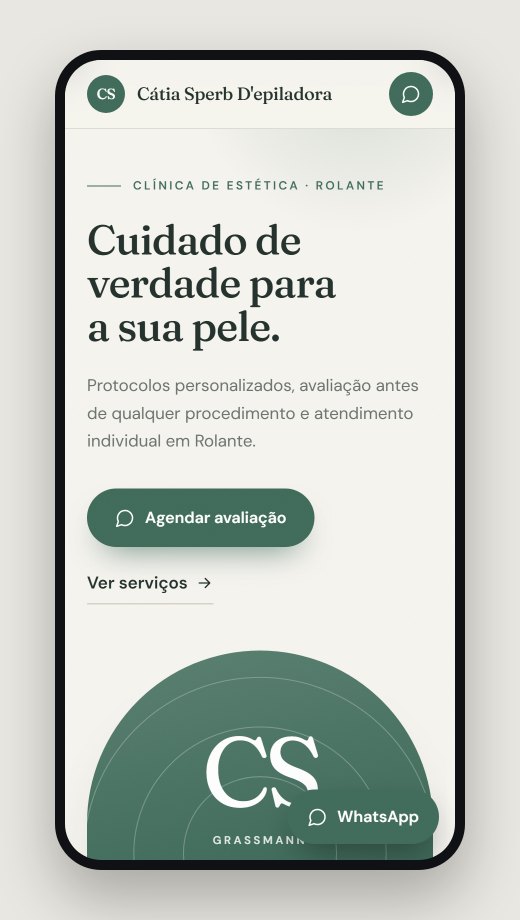 CS
Cátia Sperb D'epiladora
CLÍNICA DE ESTÉTICA · ROLANTE
Cuidado de
verdade para
a sua pele.
Protocolos personalizados, avaliação antes
de qualquer procedimento e atendimento
individual em Rolante.
Agendar avaliação
Ver serviços →
CS
WhatsApp
GRASSMANN